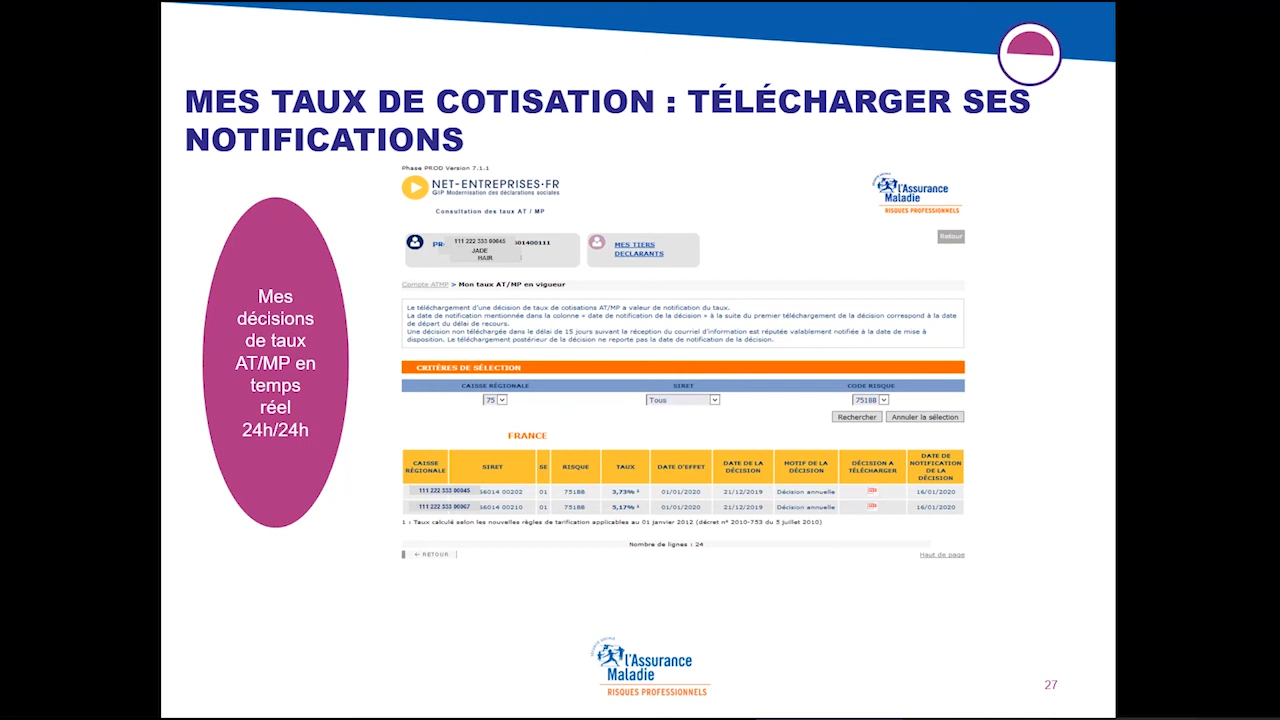 MES TAUX DE COTISATION : TÉLÉCHARGER SES
NOTIFICATIONS
Mes
décisions
de taux
AT/MP en
temps
réel
24h/24h
Phase PROD Version 7.1.1
NET-ENTREPRISES·FR
GIP Modernisation des déclarations sociales
Consultation des taux AT / MP
l'Assurance
Maladie
RISQUES PROFESSIONNELS
Retour
111 222 333 00045
JADE
HAIR
MES TIERS
DECLARANTS
Compte ATMP > Mon taux AT/MP en vigueur
Le téléchargement d'une décision de taux de cotisations AT/MP a valeur de notification du taux.
La date de notification mentionnée dans la colonne « date de notification de la décision » à la suite du premier téléchargement de la décision correspond à la date
de départ du délai de recours.
Une décision non téléchargée dans le délai de 15 jours suivant la réception du courriel d'information est réputée valablement notifiée à la date de mise à
disposition. Le téléchargement postérieur de la décision ne reporte pas la date de notification de la décision.
CRITÈRES DE SÉLECTION
CAISSE RÉGIONALE SIRET CODE RISQUE
75 Tous 751BB
Rechercher Annuler la sélection
FRANCE
CAISSE RÉGIONALE SIRET SE RISQUE TAUX DATE D'EFFET DATE DE LA DÉCISION MOTIF DE LA DÉCISION DÉCISION A TÉLÉCHARGER DATE DE NOTIFICATION DE LA DÉCISION
111 222 333 00045 56014 00202 01 751BB 3,73% ¹ 01/01/2020 21/12/2019 Décision annuelle 16/01/2020
111 222 333 00067 56014 00210 01 751BB 5,17% ¹ 01/01/2020 21/12/2019 Décision annuelle 16/01/2020
1 : Taux calculé selon les nouvelles règles de tarification applicables au 01 janvier 2012 (décret n° 2010-753 du 5 juillet 2010)
Nombre de lignes : 24
← RETOUR
Haut de page
l'Assurance
Maladie
RISQUES PROFESSIONNELS
27